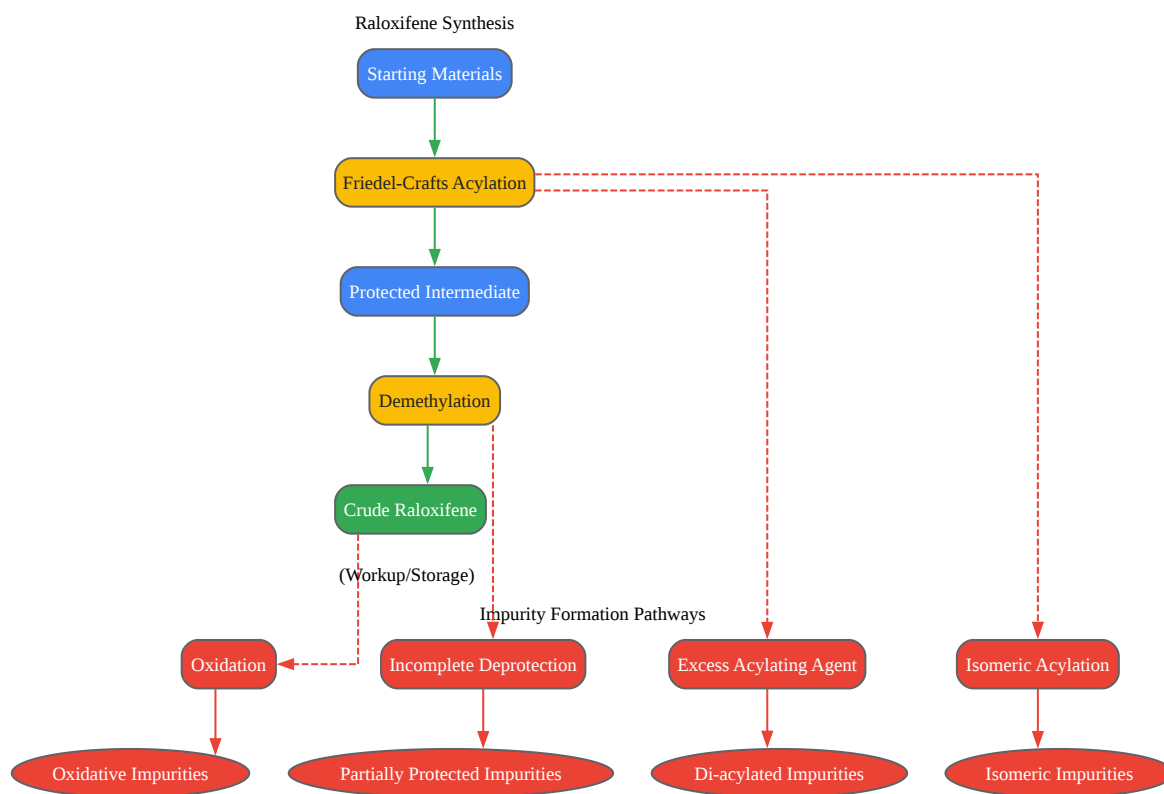 Raloxifene Synthesis
Starting Materials
Friedel-Crafts Acylation
Protected Intermediate
Demethylation
Crude Raloxifene
(Workup/Storage)
Impurity Formation Pathways
Oxidation
Incomplete Deprotection
Excess Acylating Agent
Isomeric Acylation
Oxidative Impurities
Partially Protected Impurities
Di-acylated Impurities
Isomeric Impurities